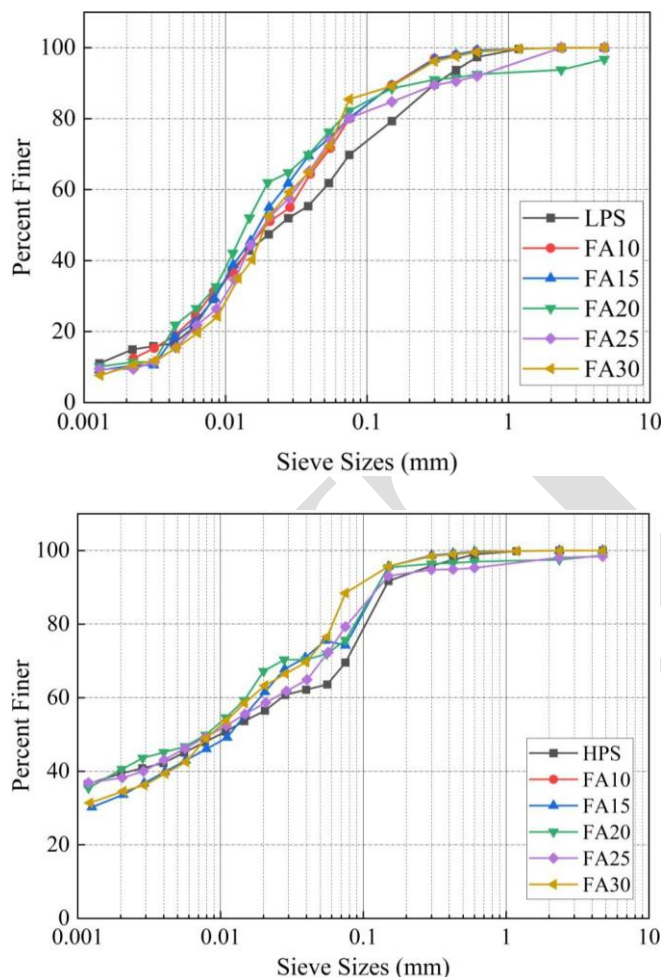 100
80
60
40
20
0
Percent Finer
LPS
FA10
FA15
FA20
FA25
FA30
0.001
0.01
0.1
1
10
Sieve Sizes (mm)
100
80
60
40
20
0
Percent Finer
HPS
FA10
FA15
FA20
FA25
FA30
0.001
0.01
0.1
1
10
Sieve Sizes (mm)